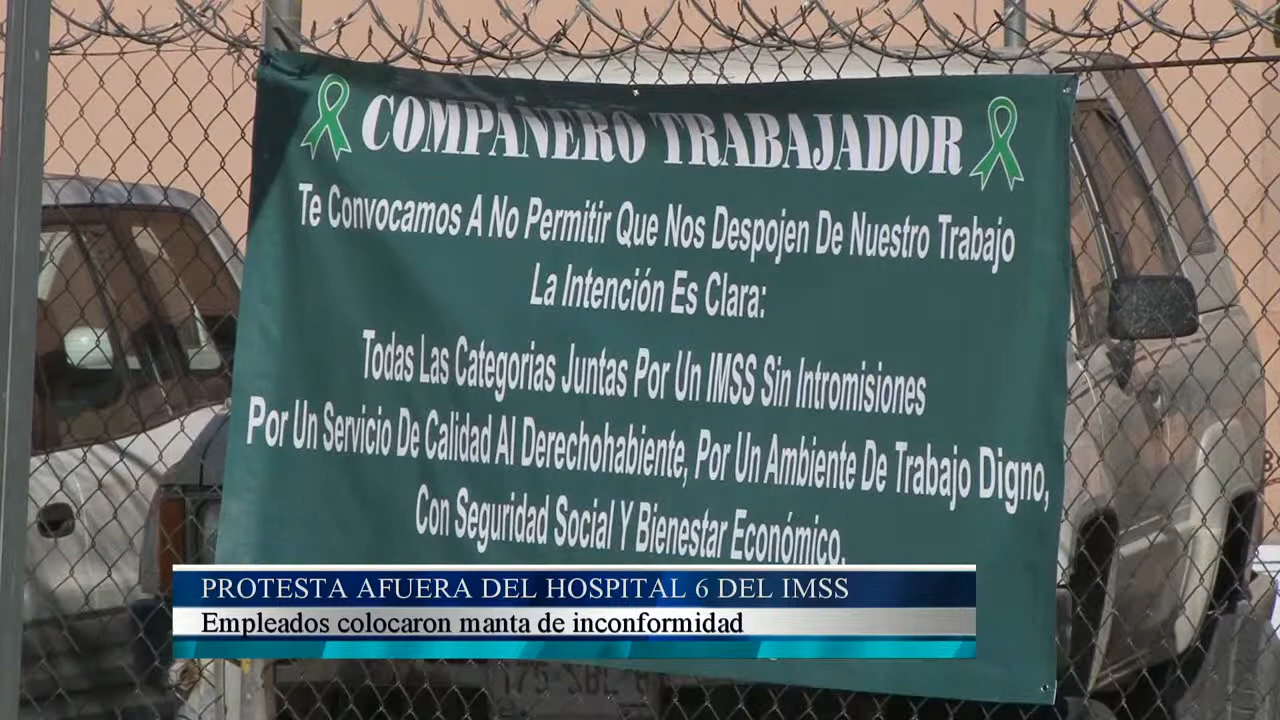 COMPAÑERO TRABAJADOR
Te Convocamos A No Permitir Que Nos Despojen De Nuestro Trabajo
La Intención Es Clara:
Todas Las Categorias Juntas Por Un IMSS Sin Intromisiones
Por Un Servicio De Calidad Al Derechohabiente, Por Un Ambiente De Trabajo Digno,
Con Seguridad Social Y Bienestar Económico.
PROTESTA AFUERA DEL HOSPITAL 6 DEL IMSS
Empleados colocaron manta de inconformidad